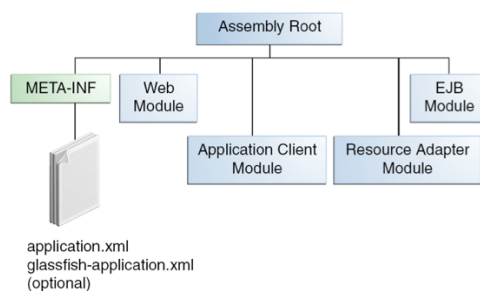 Assembly Root
META-INF
Web
Module
EJB
Module
Application Client
Module
Resource Adapter
Module
application.xml
glassfish-application.xml
(optional)